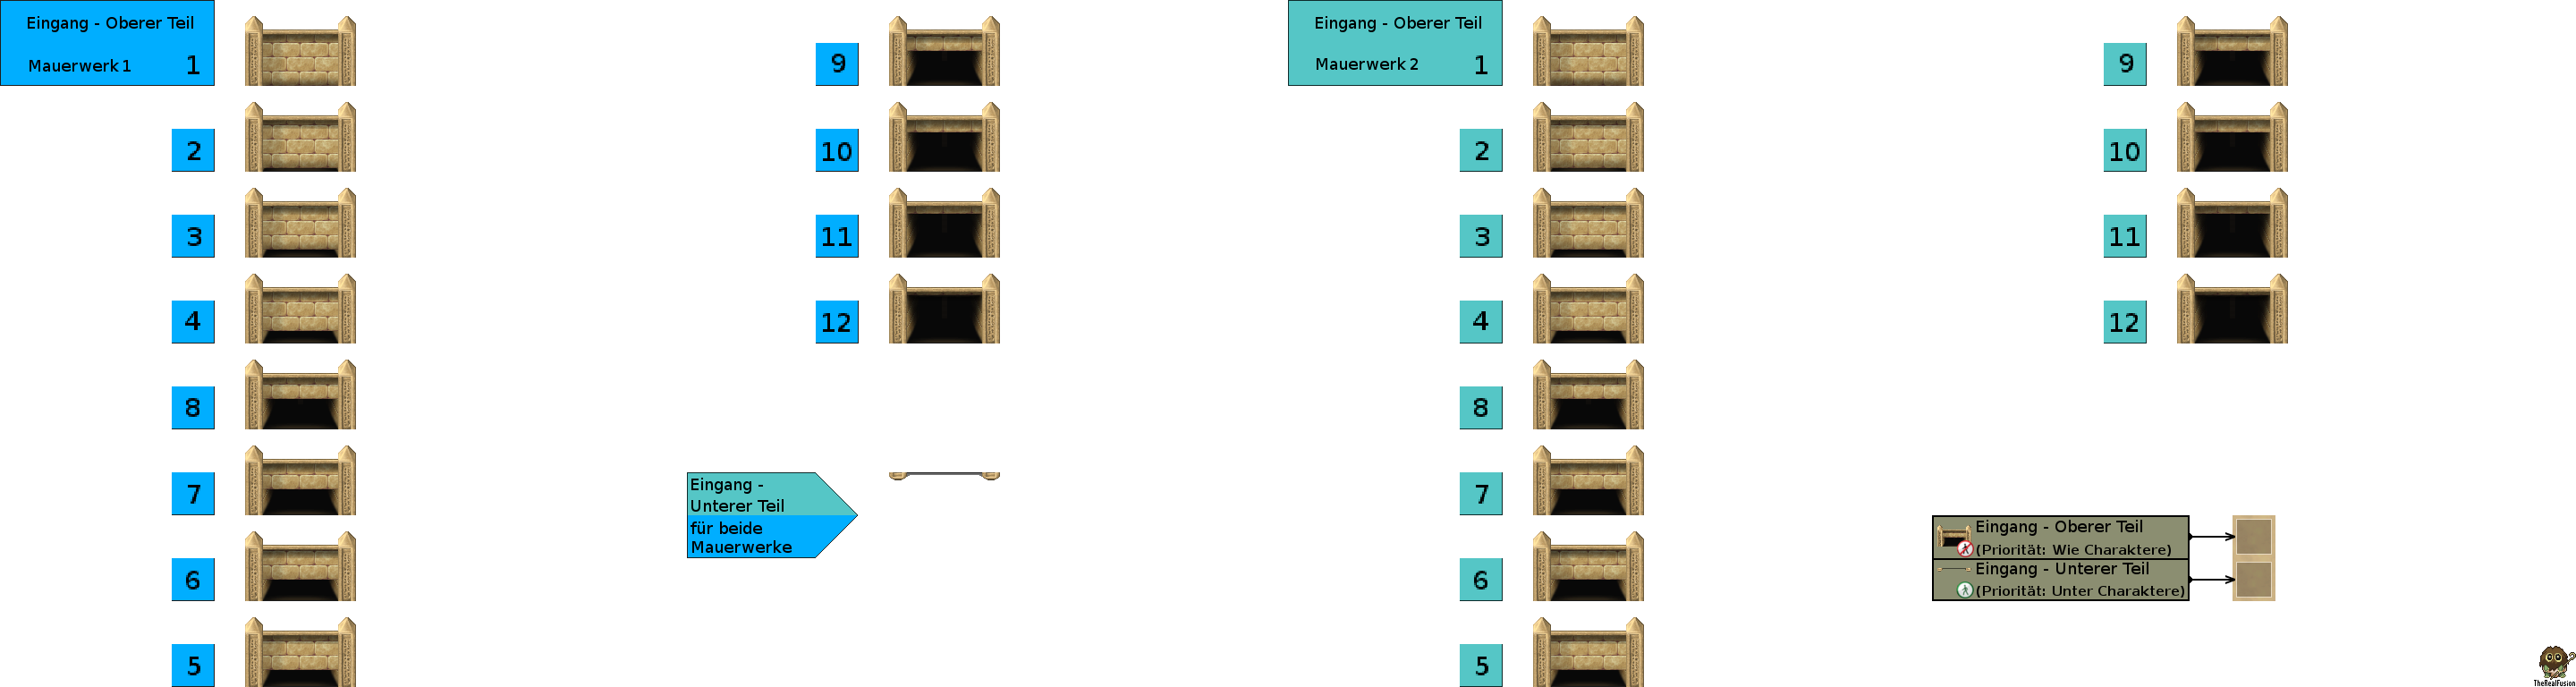 Eingang - Oberer Teil
Mauerwerk 1
1
2
3
4
8
7
6
5
9
10
11
12
Eingang -
Unterer Teil
für beide
Mauerwerke
Eingang - Oberer Teil
Mauerwerk 2
1
2
3
4
8
7
6
5
9
10
11
12
Eingang - Oberer Teil
(Priorität: Wie Charaktere)
Eingang - Unterer Teil
(Priorität: Unter Charaktere)
TheRealFusion